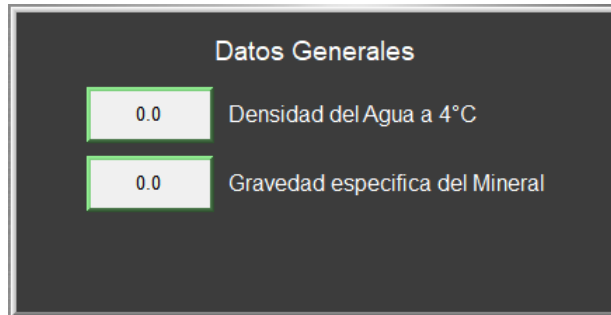 Datos Generales
0.0 Densidad del Agua a 4°C
0.0 Gravedad especifica del Mineral